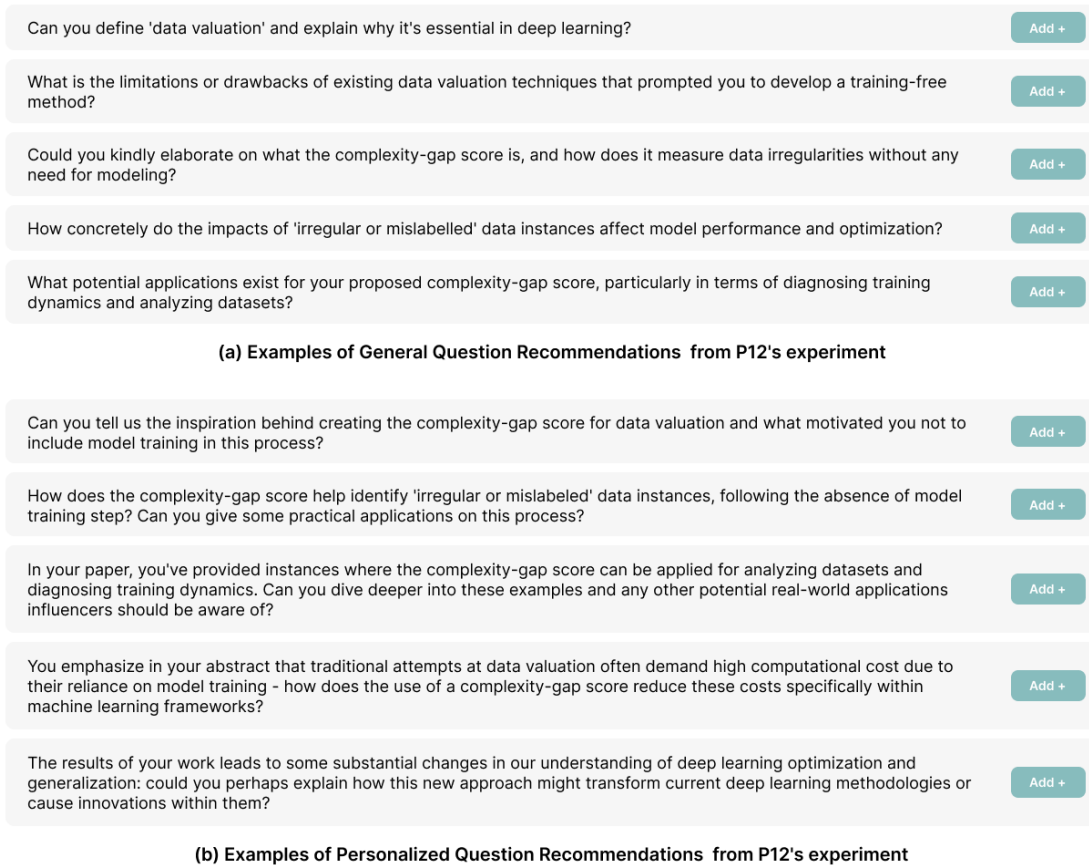 Can you define 'data valuation' and explain why it's essential in deep learning?
Add +
What is the limitations or drawbacks of existing data valuation techniques that prompted you to develop a training-free
method?
Add +
Could you kindly elaborate on what the complexity-gap score is, and how does it measure data irregularities without any
need for modeling?
Add +
How concretely do the impacts of 'irregular or mislabelled' data instances affect model performance and optimization?
Add +
What potential applications exist for your proposed complexity-gap score, particularly in terms of diagnosing training
dynamics and analyzing datasets?
Add +
(a) Examples of General Question Recommendations from P12's experiment
Can you tell us the inspiration behind creating the complexity-gap score for data valuation and what motivated you not to
include model training in this process?
Add +
How does the complexity-gap score help identify 'irregular or mislabeled' data instances, following the absence of model
training step? Can you give some practical applications on this process?
Add +
In your paper, you've provided instances where the complexity-gap score can be applied for analyzing datasets and
diagnosing training dynamics. Can you dive deeper into these examples and any other potential real-world applications
influencers should be aware of?
Add +
You emphasize in your abstract that traditional attempts at data valuation often demand high computational cost due to
their reliance on model training - how does the use of a complexity-gap score reduce these costs specifically within
machine learning frameworks?
Add +
The results of your work leads to some substantial changes in our understanding of deep learning optimization and
generalization: could you perhaps explain how this new approach might transform current deep learning methodologies or
cause innovations within them?
Add +
(b) Examples of Personalized Question Recommendations from P12's experiment